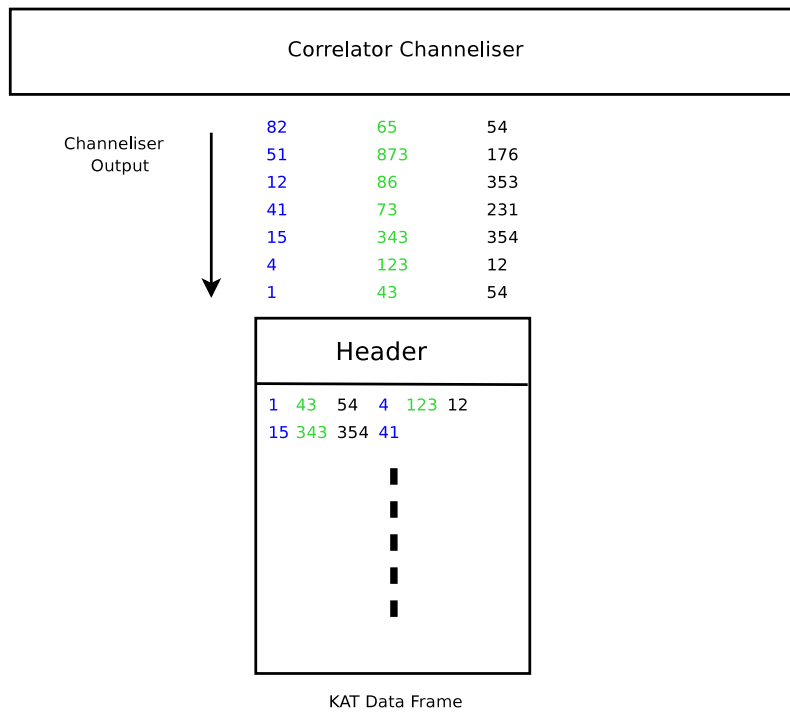 Correlator Channeliser
Channeliser
Output
82 65 54
51 873 176
12 86 353
41 73 231
15 343 354
4 123 12
1 43 54
Header
1 43 54 4 123 12
15 343 354 41
KAT Data Frame